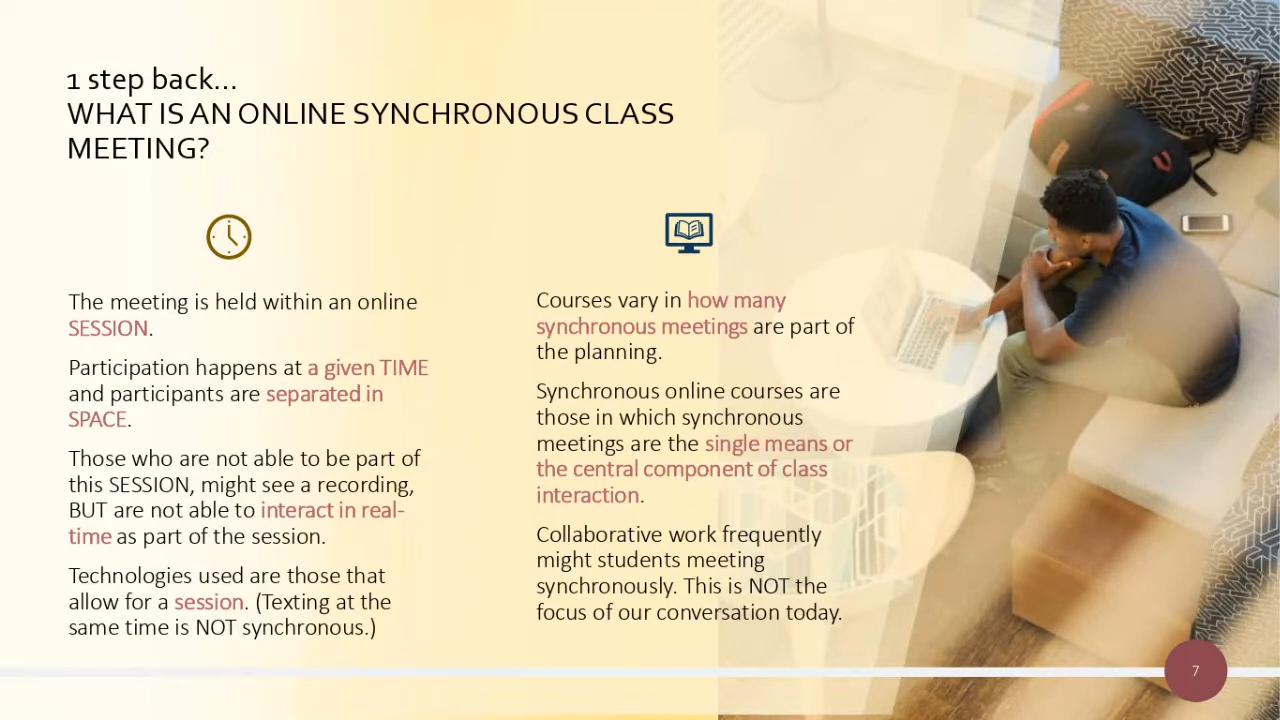 1 step back...
WHAT IS AN ONLINE SYNCHRONOUS CLASS
MEETING?
The meeting is held within an online
SESSION.
Participation happens at a given TIME
and participants are separated in
SPACE.
Those who are not able to be part of
this SESSION, might see a recording,
BUT are not able to interact in real-
time as part of the session.
Technologies used are those that
allow for a session. (Texting at the
same time is NOT synchronous.)
Courses vary in how many
synchronous meetings are part of
the planning.
Synchronous online courses are
those in which synchronous
meetings are the single means or
the central component of class
interaction.
Collaborative work frequently
might students meeting
synchronously. This is NOT the
focus of our conversation today.
7